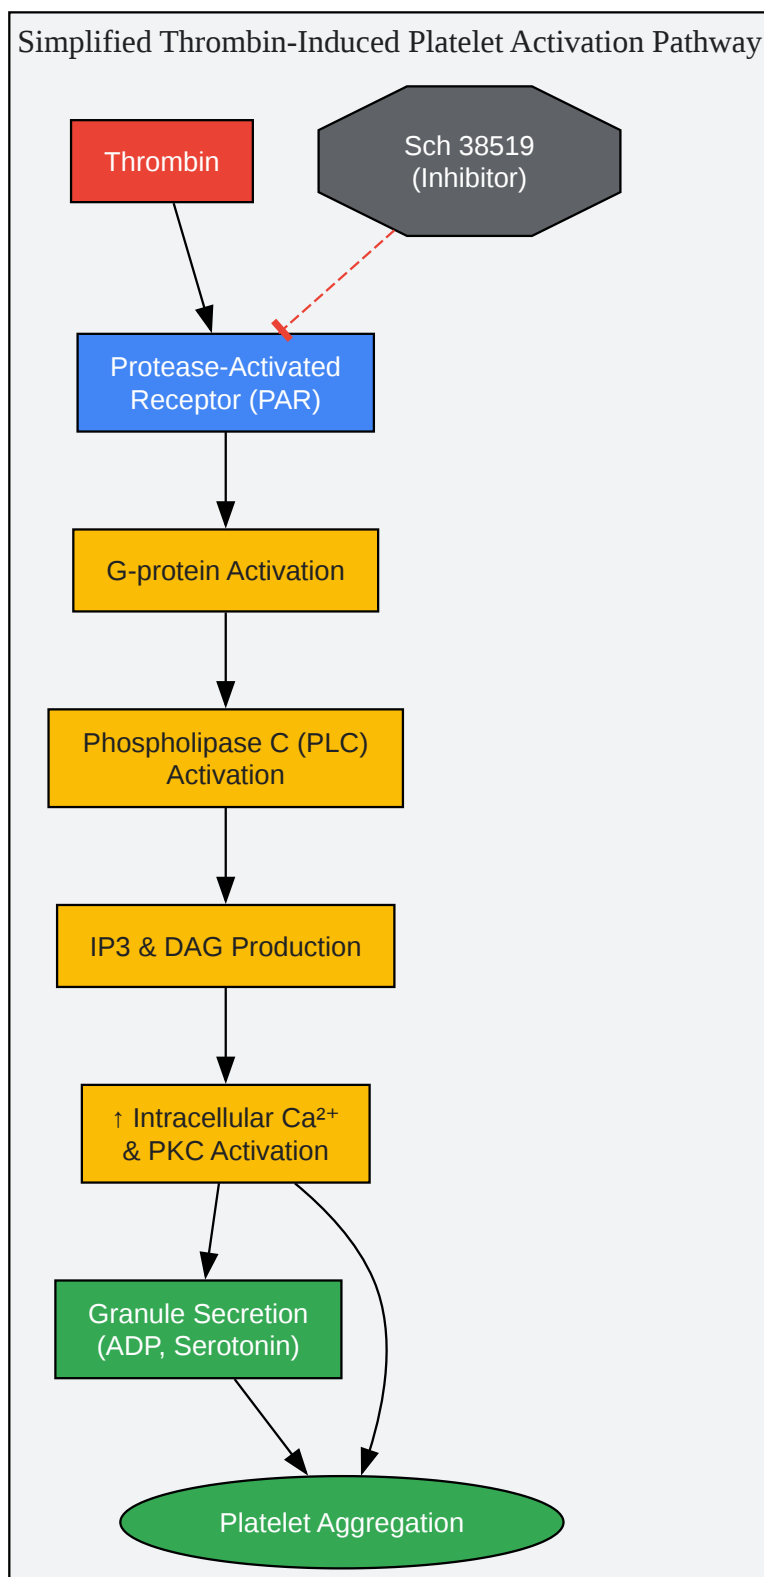 Simplified Thrombin-Induced Platelet Activation Pathway
Thrombin
Sch 38519
(Inhibitor)
Protease-Activated
Receptor (PAR)
G-protein Activation
Phospholipase C (PLC)
Activation
IP3 & DAG Production
↑ Intracellular Ca²⁺
& PKC Activation
Granule Secretion
(ADP, Serotonin)
Platelet Aggregation